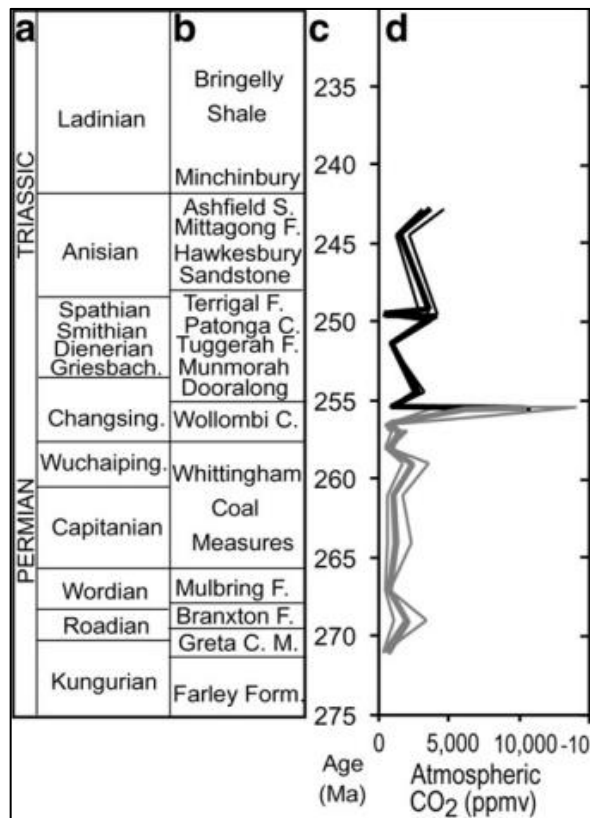 a
b
c
d
TRIASSIC
PERMIAN
Ladinian
Anisian
Spathian
Smithian
Dienerian
Griesbach.
Changsing.
Wuchaiping.
Capitanian
Wordian
Roadian
Kungurian
Bringelly
Shale
Minchinbury
Ashfield S.
Mittagong F.
Hawkesbury
Sandstone
Terrigal F.
Patonga C.
Tuggerah F.
Munmorah
Dooralong
Wollombi C.
Whittingham
Coal
Measures
Mulbring F.
Branxton F.
Greta C. M.
Farley Form.
235
240
245
250
255
260
265
270
275
Age
(Ma)
0 5,000 10,000 -10
Atmospheric
CO2 (ppmv)